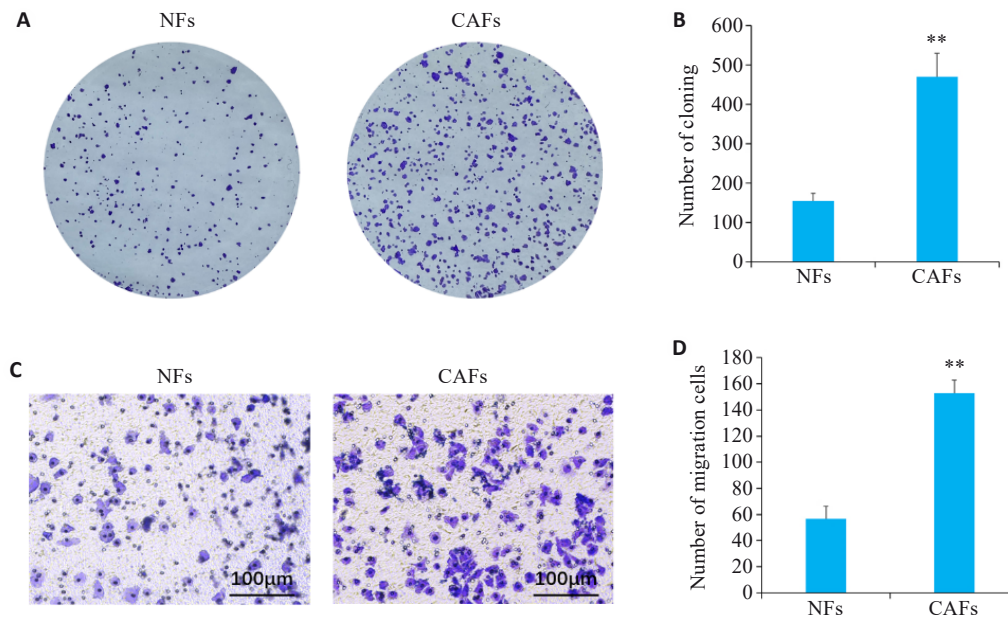 A
NFs
CAFs
B
Number of cloning
600
500
400
300
200
100
0
**
NFs
CAFs
C
NFs
CAFs
100μm
100μm
D
Number of migration cells
180
160
140
120
100
80
60
40
20
0
**
NFs
CAFs